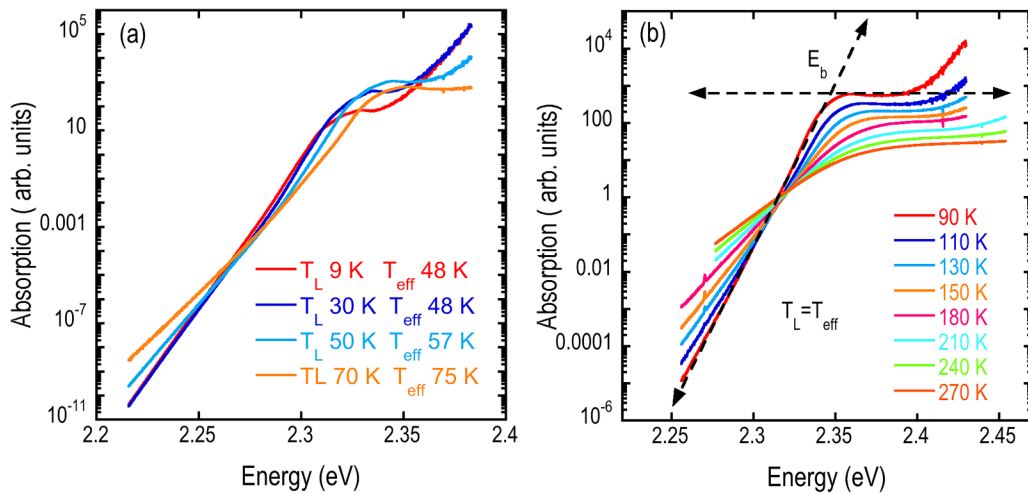 (a)
10^5
10
0.001
10^-7
10^-11
Absorption ( arb. units)
T_L 9 K T_eff 48 K
T_L 30 K T_eff 48 K
T_L 50 K T_eff 57 K
TL 70 K T_eff 75 K
2.2 2.25 2.3 2.35 2.4
Energy (eV)
(b)
E_b
10^4
100
1
0.01
0.0001
10^-6
Absorption ( arb. units)
90 K
110 K
130 K
150 K
180 K
210 K
240 K
270 K
T_L=T_eff
2.25 2.3 2.35 2.4 2.45
Energy (eV)